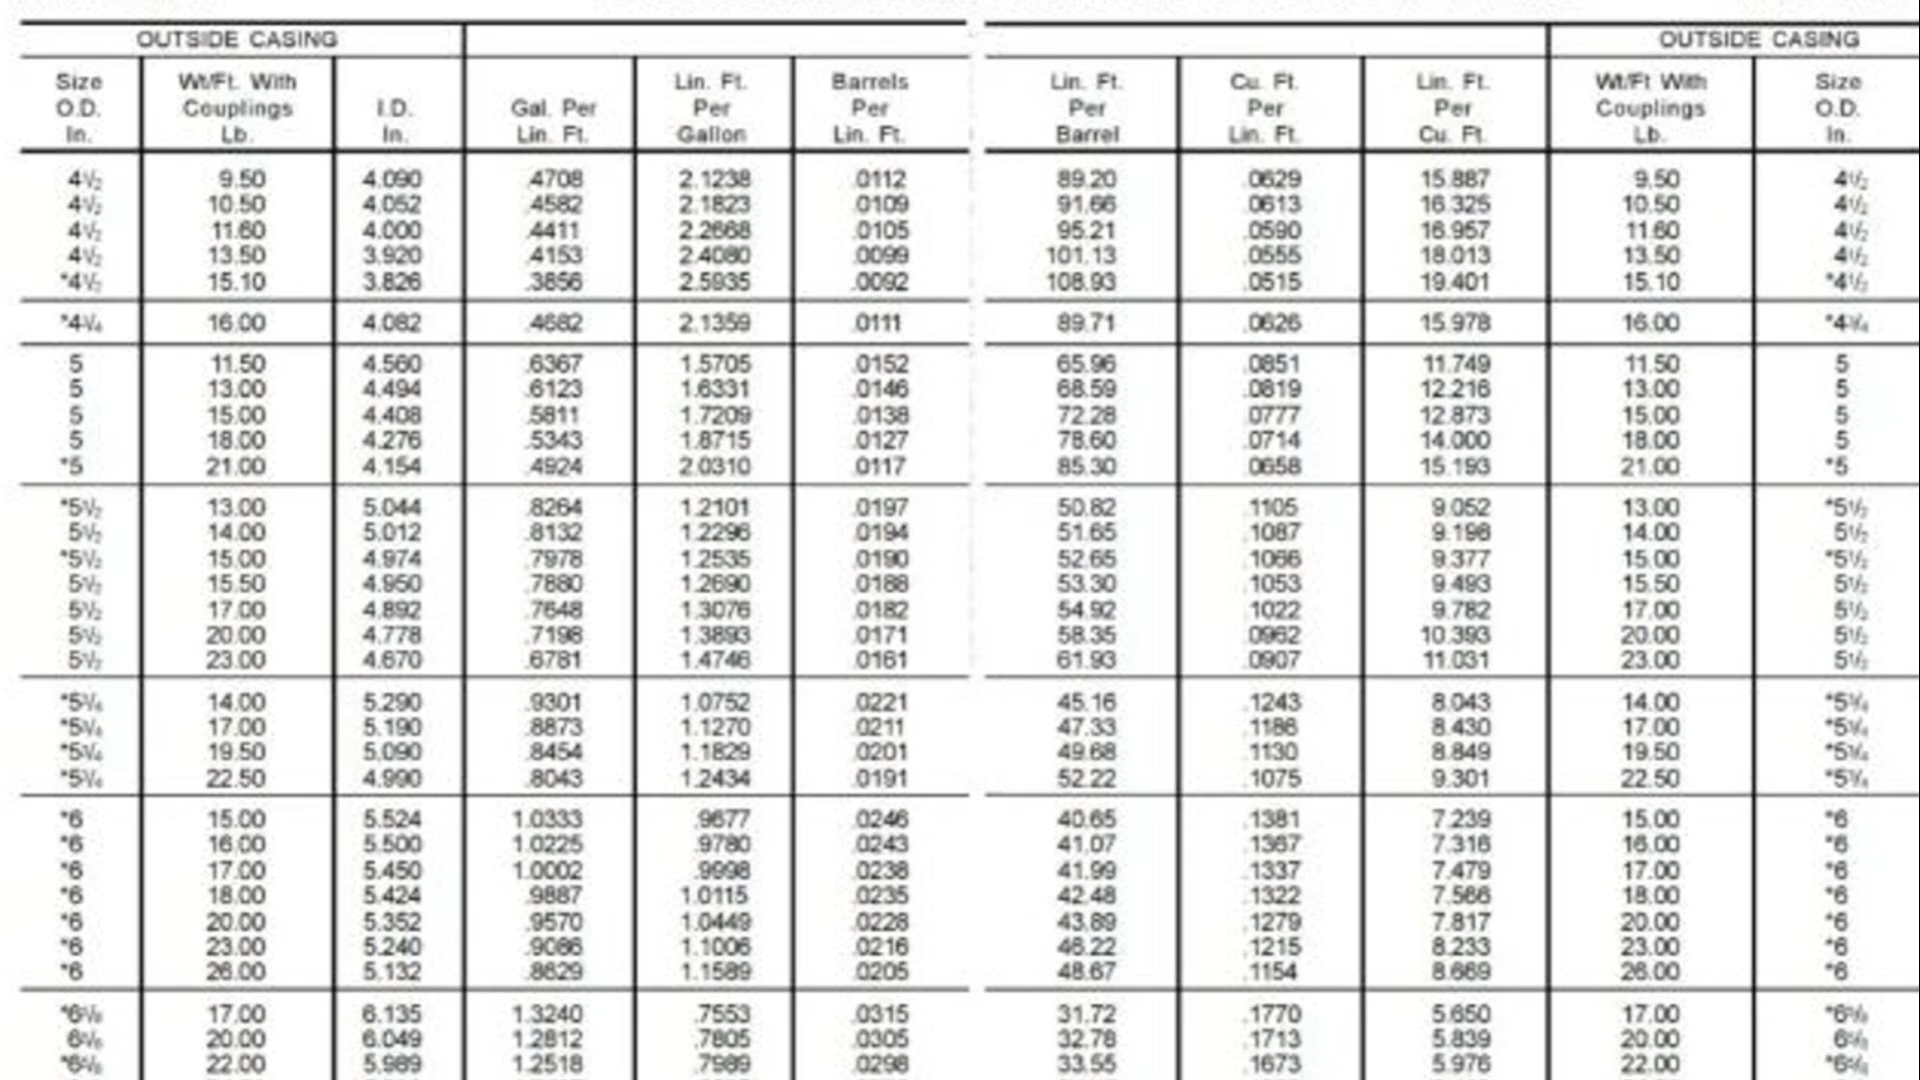 OUTSIDE CASING OUTSIDE CASING
Size O.D. In. Wt/Ft. With Couplings Lb. I.D. In. Gal. Per Lin. Ft. Lin. Ft. Per Gallon Barrels Per Lin. Ft. Lin. Ft. Per Barrel Cu. Ft. Per Lin. Ft. Lin. Ft. Per Cu. Ft. Wt/Ft With Couplings Lb. Size O.D. In.
4½ 9.50 4.090 .4708 2.1238 .0112 89.20 .0629 15.887 9.50 4½
4½ 10.50 4.052 .4582 2.1823 .0109 91.66 .0613 16.325 10.50 4½
4½ 11.60 4.000 .4411 2.2668 .0105 95.21 .0590 16.957 11.60 4½
4½ 13.50 3.920 .4153 2.4080 .0099 101.13 .0555 18.013 13.50 4½
*4½ 15.10 3.826 .3856 2.5935 .0092 108.93 .0515 19.401 15.10 *4½
*4¾ 16.00 4.082 .4682 2.1359 .0111 89.71 .0626 15.978 16.00 *4¾
5 11.50 4.560 .6367 1.5705 .0152 65.96 .0851 11.749 11.50 5
5 13.00 4.494 .6123 1.6331 .0146 68.59 .0819 12.216 13.00 5
5 15.00 4.408 .5811 1.7209 .0138 72.28 .0777 12.873 15.00 5
5 18.00 4.276 .5343 1.8715 .0127 78.60 .0714 14.000 18.00 5
*5 21.00 4.154 .4924 2.0310 .0117 85.30 .0658 15.193 21.00 *5
*5½ 13.00 5.044 .8264 1.2101 .0197 50.82 .1105 9.052 13.00 *5½
5½ 14.00 5.012 .8132 1.2296 .0194 51.65 .1087 9.198 14.00 5½
*5½ 15.00 4.974 .7978 1.2535 .0190 52.65 .1066 9.377 15.00 *5½
5½ 15.50 4.950 .7880 1.2690 .0188 53.30 .1053 9.493 15.50 5½
5½ 17.00 4.892 .7648 1.3076 .0182 54.92 .1022 9.782 17.00 5½
5½ 20.00 4.778 .7198 1.3893 .0171 58.35 .0962 10.393 20.00 5½
5½ 23.00 4.670 .6781 1.4746 .0161 61.93 .0907 11.031 23.00 5½
*5¾ 14.00 5.290 .9301 1.0752 .0221 45.16 .1243 8.043 14.00 *5¾
*5¾ 17.00 5.190 .8873 1.1270 .0211 47.33 .1186 8.430 17.00 *5¾
*5¾ 19.50 5.090 .8454 1.1829 .0201 49.68 .1130 8.849 19.50 *5¾
*5¾ 22.50 4.990 .8043 1.2434 .0191 52.22 .1075 9.301 22.50 *5¾
*6 15.00 5.524 1.0333 .9677 .0246 40.65 .1381 7.239 15.00 *6
*6 16.00 5.500 1.0225 .9780 .0243 41.07 .1367 7.316 16.00 *6
*6 17.00 5.450 1.0002 .9998 .0238 41.99 .1337 7.479 17.00 *6
*6 18.00 5.424 .9887 1.0115 .0235 42.48 .1322 7.566 18.00 *6
*6 20.00 5.352 .9570 1.0449 .0228 43.89 .1279 7.817 20.00 *6
*6 23.00 5.240 .9086 1.1006 .0216 46.22 .1215 8.233 23.00 *6
*6 26.00 5.132 .8629 1.1589 .0205 48.67 .1154 8.669 26.00 *6
*6⅝ 17.00 6.135 1.3240 .7553 .0315 31.72 .1770 5.650 17.00 *6⅝
6⅝ 20.00 6.049 1.2812 .7805 .0305 32.78 .1713 5.839 20.00 6⅝
*6⅝ 22.00 5.989 1.2518 .7989 .0298 33.55 .1673 5.976 22.00 *6⅝